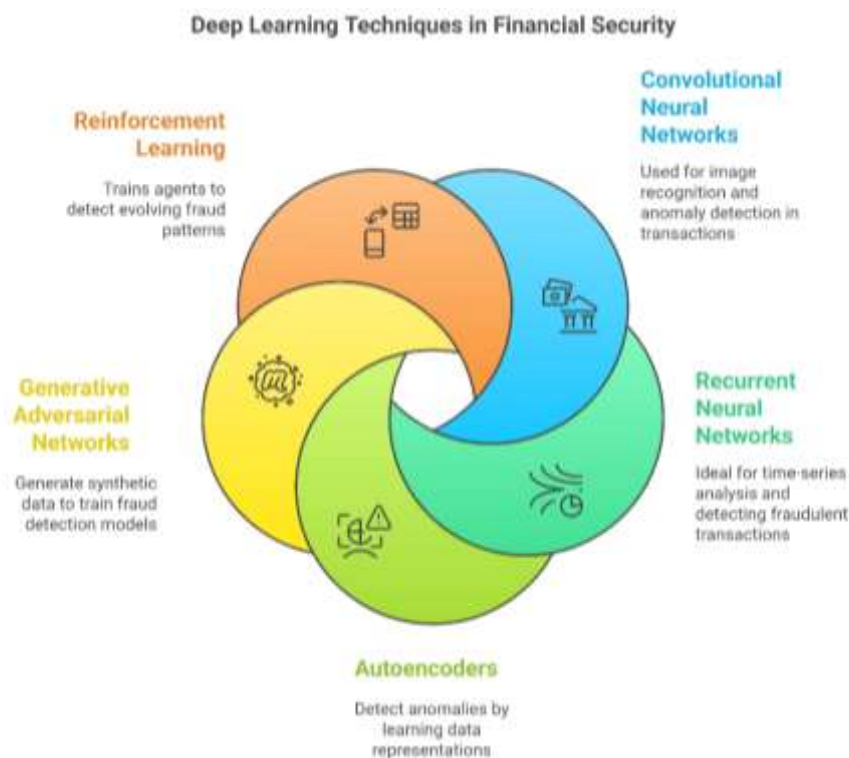 Deep Learning Techniques in Financial Security
Convolutional
Neural
Networks
Used for image
recognition and
anomaly detection in
transactions
Reinforcement
Learning
Trains agents to
detect evolving fraud
patterns
Recurrent
Neural
Networks
Ideal for time-series
analysis and
detecting fraudulent
transactions
Generative
Adversarial
Networks
Generate synthetic
data to train fraud
detection models
Autoencoders
Detect anomalies by
learning data
representations